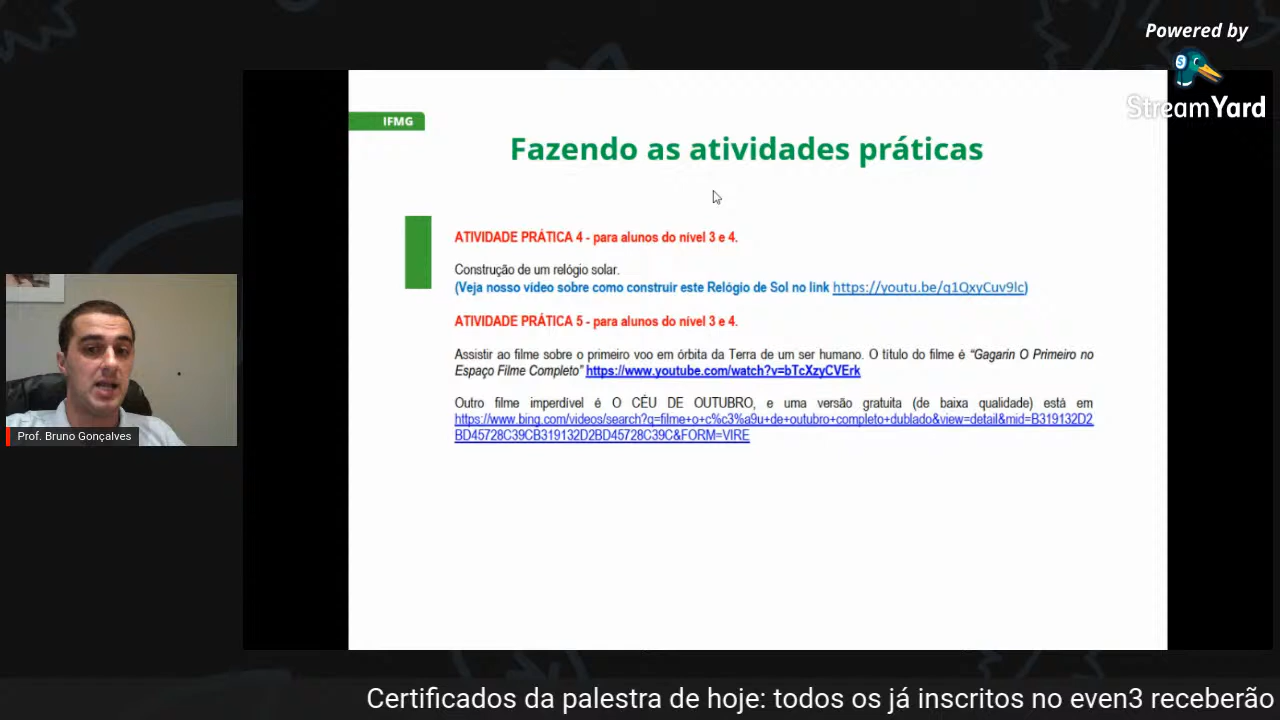 Powered by
StreamYard
IFMG
Fazendo as atividades práticas
ATIVIDADE PRÁTICA 4 - para alunos do nível 3 e 4.
Construção de um relógio solar.
(Veja nosso vídeo sobre como construir este Relógio de Sol no link https://youtu.be/q1QxyCuv9lc)
ATIVIDADE PRÁTICA 5 - para alunos do nível 3 e 4.
Assistir ao filme sobre o primeiro voo em órbita da Terra de um ser humano. O título do filme é “Gagarin O Primeiro no
Espaço Filme Completo” https://www.youtube.com/watch?v=bTcXzyCVErk
Outro filme imperdível é O CÉU DE OUTUBRO, e uma versão gratuita (de baixa qualidade) está em
https://www.bing.com/videos/search?q=filme+o+c%c3%a9u+de+outubro+completo+dublado&view=detail&mid=B319132D2
BD45728C39CB319132D2BD45728C39C&FORM=VIRE
Prof. Bruno Gonçalves
Certificados da palestra de hoje: todos os já inscritos no even3 receberão